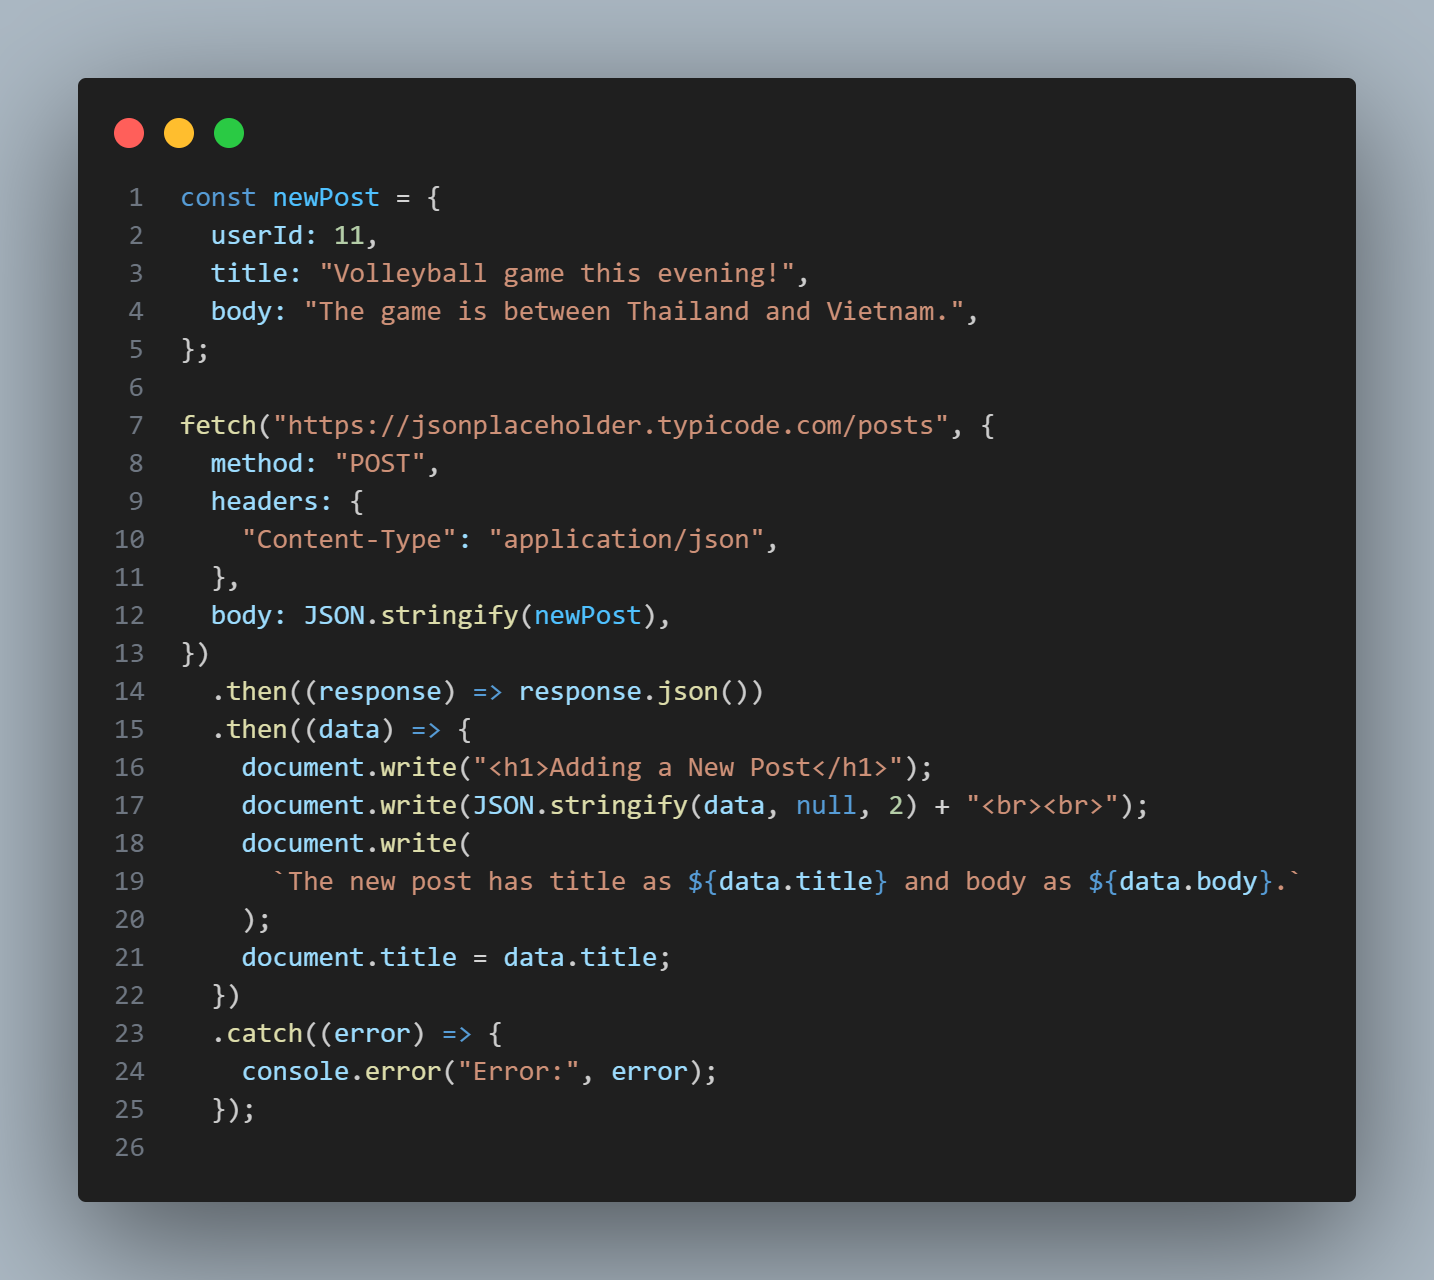 1 const newPost = {
2   userId: 11,
3   title: "Volleyball game this evening!",
4   body: "The game is between Thailand and Vietnam.",
5 };
6
7 fetch("https://jsonplaceholder.typicode.com/posts", {
8   method: "POST",
9   headers: {
10     "Content-Type": "application/json",
11   },
12   body: JSON.stringify(newPost),
13 })
14   .then((response) => response.json())
15   .then((data) => {
16     document.write("<h1>Adding a New Post</h1>");
17     document.write(JSON.stringify(data, null, 2) + "<br><br>");
18     document.write(
19       `The new post has title as ${data.title} and body as ${data.body}.`
20     );
21     document.title = data.title;
22   })
23   .catch((error) => {
24     console.error("Error:", error);
25   });
26